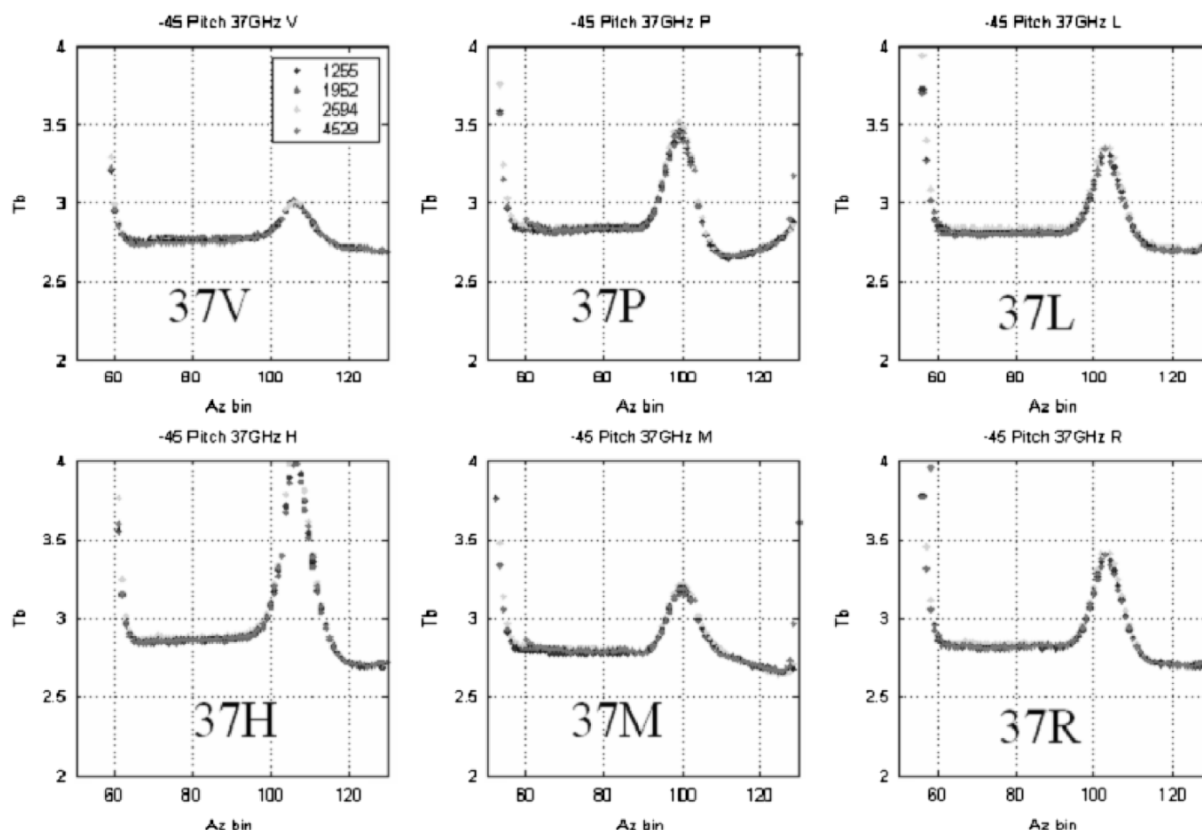 -45 Pitch 37GHz V
4
3.5
3
2.5
2
Tb
1255
1952
2594
4529
37V
60 80 100 120
Az bin
-45 Pitch 37GHz P
4
3.5
3
2.5
2
Tb
37P
60 80 100 120
Az bin
-45 Pitch 37GHz L
4
3.5
3
2.5
2
Tb
37L
60 80 100 120
Az bin
-45 Pitch 37GHz H
4
3.5
3
2.5
2
Tb
37H
60 80 100 120
Az bin
-45 Pitch 37GHz M
4
3.5
3
2.5
2
Tb
37M
60 80 100 120
Az bin
-45 Pitch 37GHz R
4
3.5
3
2.5
2
Tb
37R
60 80 100 120
Az bin